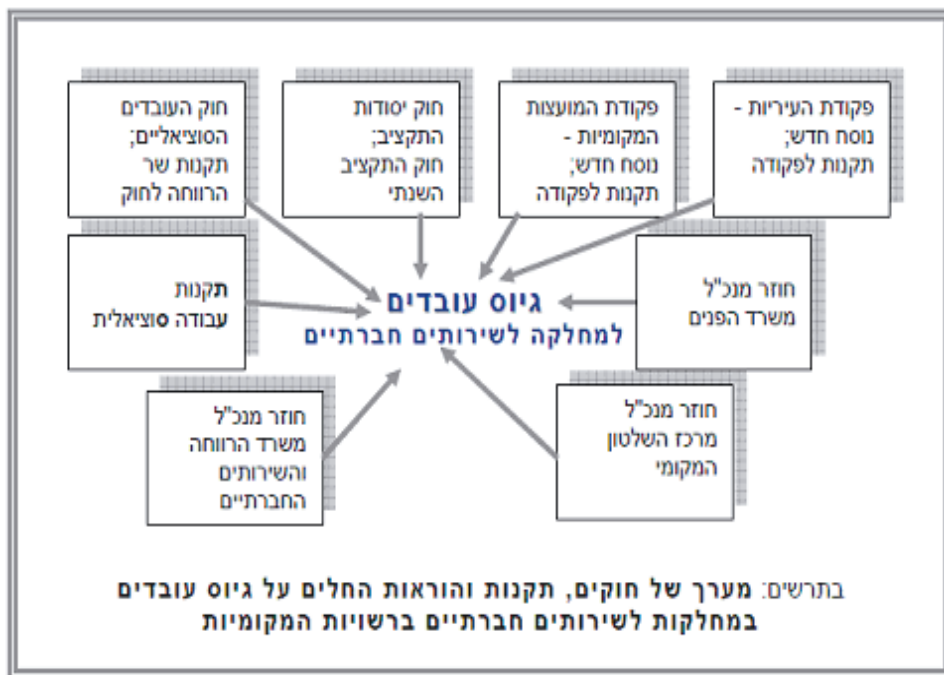 פקודת העיריות -
נוסח חדש;
תקנות לפקודה
פקודת המועצות
המקומיות -
נוסח חדש;
תקנות לפקודה
חוק יסודות
התקציב;
חוק התקציב
השנתי
חוק העובדים
הסוציאליים;
תקנות שר
הרווחה לחוק
חוזר מנכ"ל
משרד הפנים
גיוס עובדים
למחלקה לשירותים חברתיים
תקנות
עבודה סוציאלית
חוזר מנכ"ל
מרכז השלטון
המקומי
חוזר מנכ"ל
משרד הרווחה
והשירותים
החברתיים
בתרשים: מערך של חוקים, תקנות והוראות החלים על גיוס עובדים
במחלקות לשירותים חברתיים ברשויות המקומיות